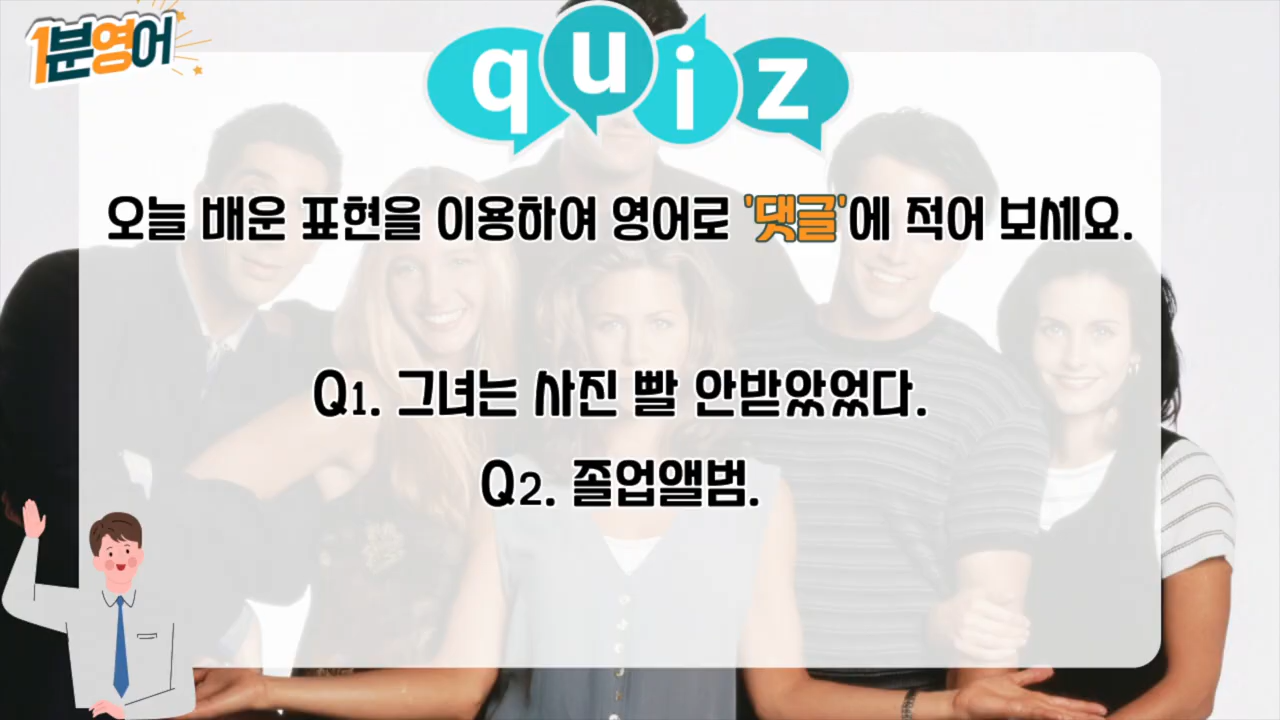 1분영어
quiz
오늘 배운 표현을 이용하여 영어로 '댓글'에 적어 보세요.
Q1. 그녀는 사진 빨 안받았었다.
Q2. 졸업앨범.